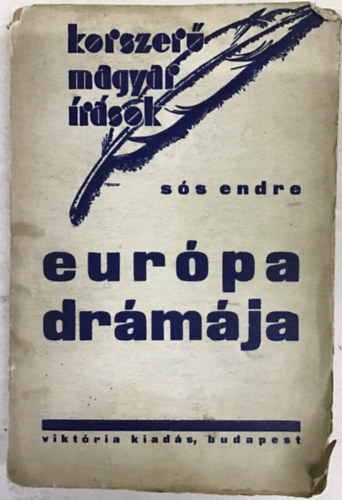 korszerű
magyar
írások
sós endre
európa
drámája
viktória kiadás, budapest